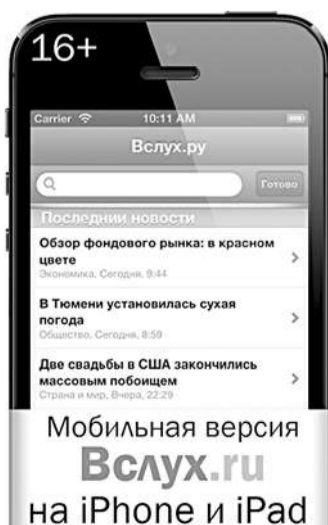 16+
Carrier 10:11 AM
Вслух.ру
Готово
Последнии новости
Обзор фондового рынка: в красном
цвете
Экономика, Сегодня, 9:44
В Тюмени установилась сухая
погода
Общество, Сегодня, 8:59
Две свадьбы в США закончились
массовым побоищем
Страна и мир, Вчера, 22:29
Мобильная версия
Вслух.ru
на iPhone и iPad